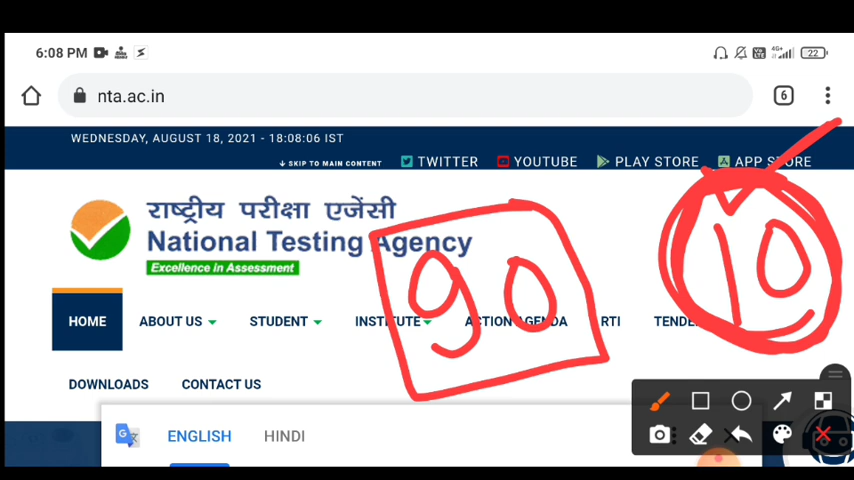 6:08 PM 4G+ 22
nta.ac.in 6
WEDNESDAY, AUGUST 18, 2021 - 18:08:06 IST
SKIP TO MAIN CONTENT TWITTER YOUTUBE PLAY STORE APP STORE
राष्ट्रीय परीक्षा एजेंसी
National Testing Agency
Excellence in Assessment
90
10
HOME ABOUT US STUDENT INSTITUTE ACTION AGENDA RTI
DOWNLOADS CONTACT US
ENGLISH HINDI